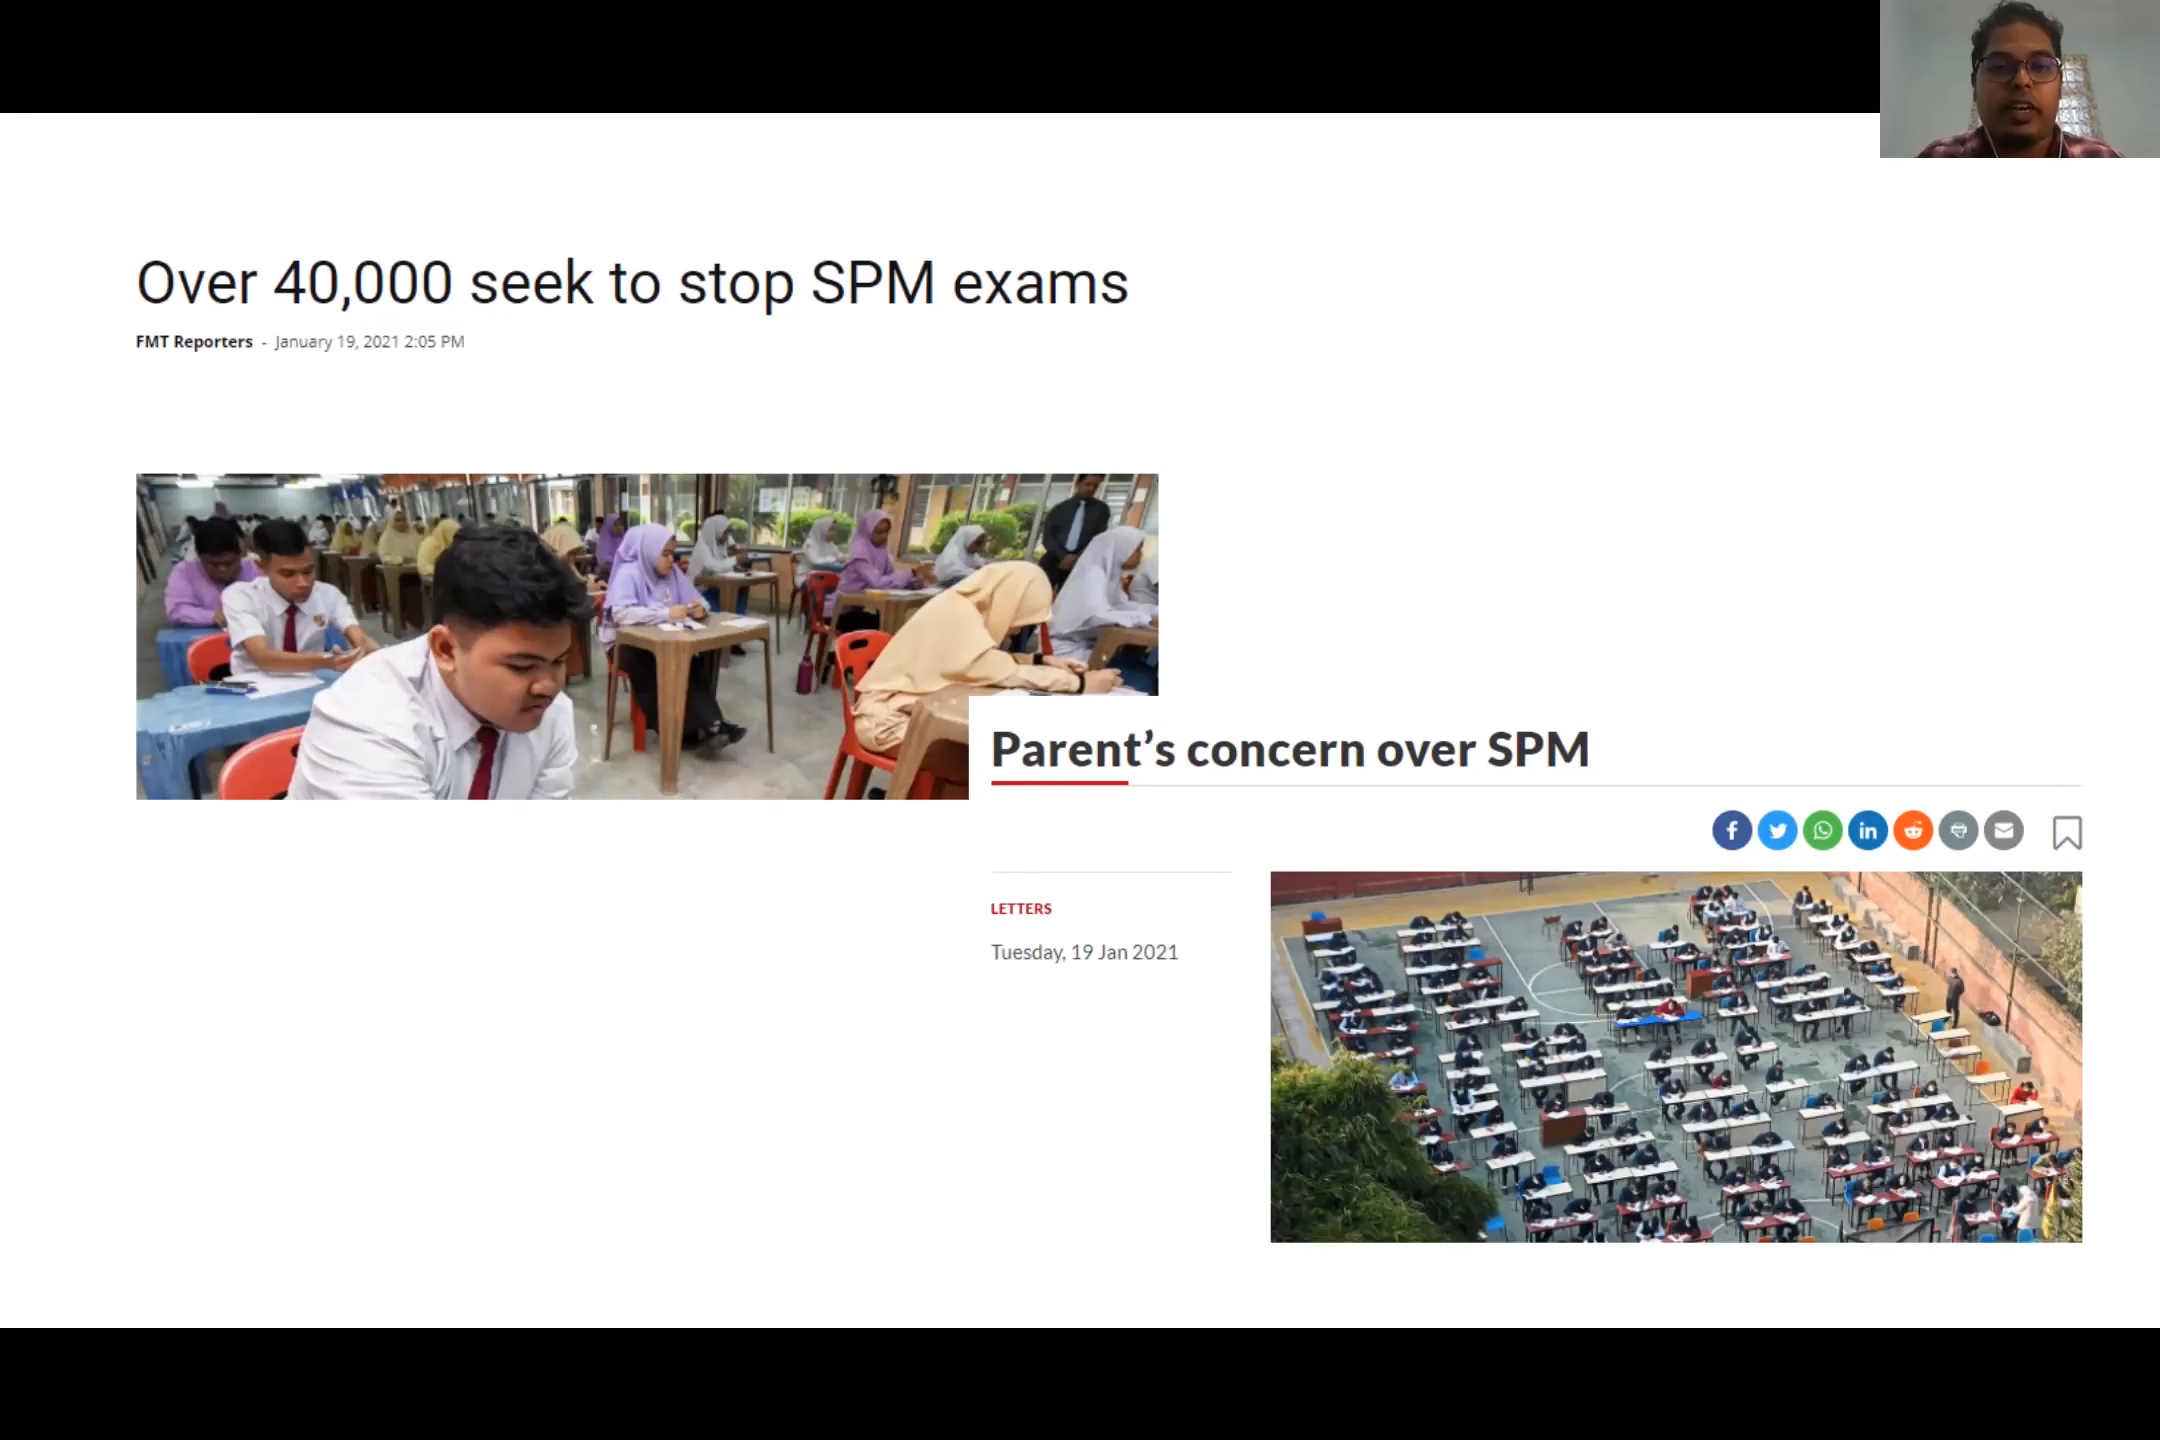 Over 40,000 seek to stop SPM exams
FMT Reporters - January 19, 2021 2:05 PM
Parent’s concern over SPM
LETTERS
Tuesday, 19 Jan 2021